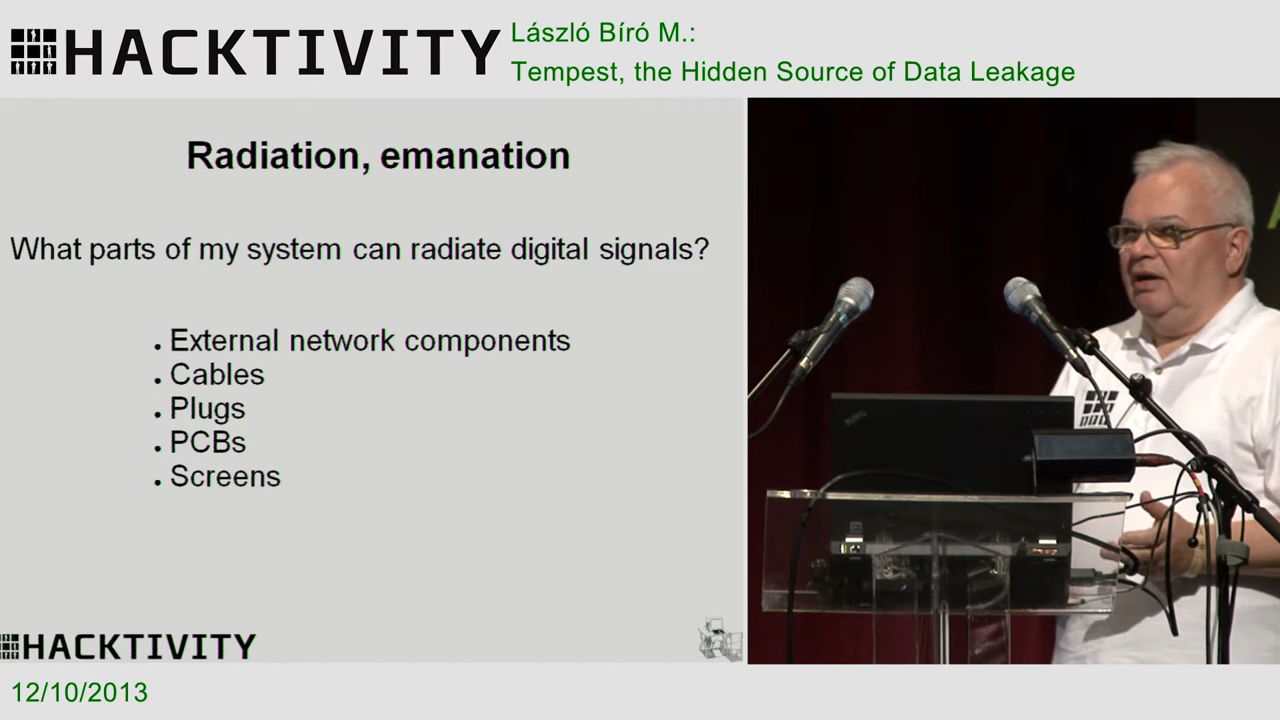 HACKTIVITY
László Bíró M.:
Tempest, the Hidden Source of Data Leakage
Radiation, emanation
What parts of my system can radiate digital signals?
. External network components
. Cables
. Plugs
. PCBs
. Screens
HACKTIVITY
12/10/2013